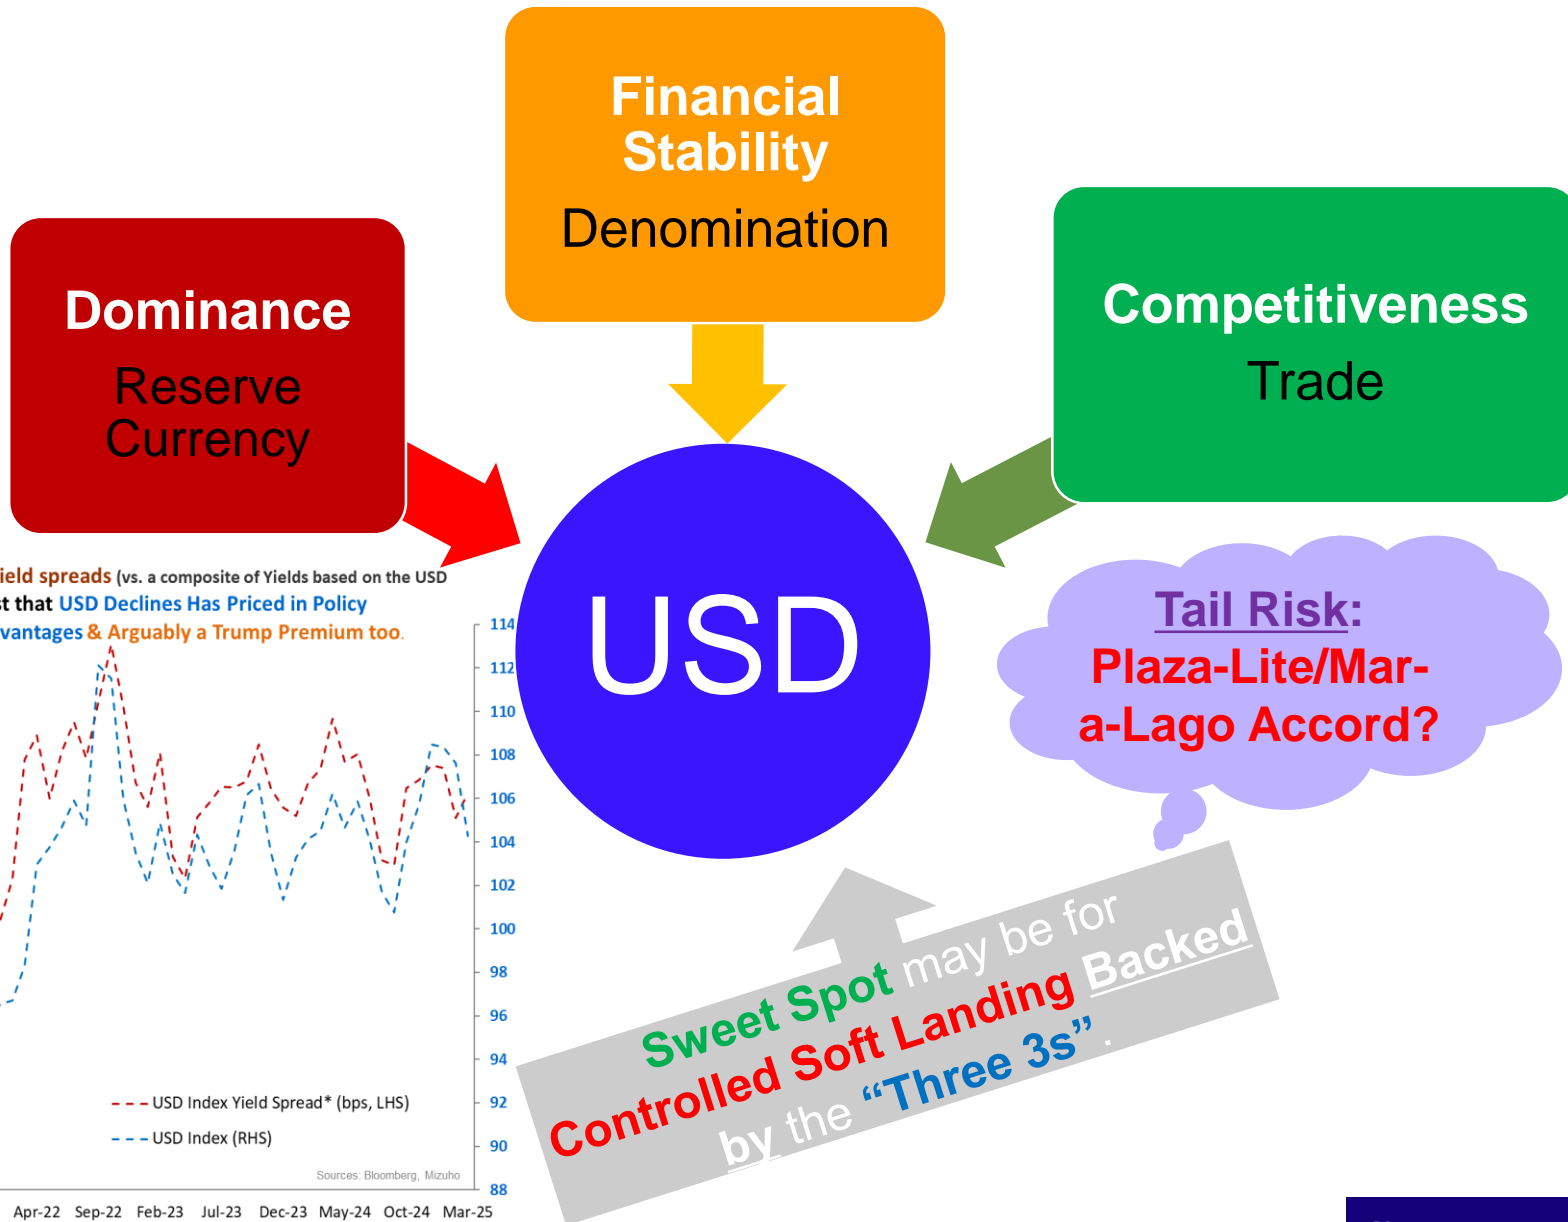 Financial
Stability
Denomination
Dominance
Reserve
Currency
Competitiveness
Trade
USD
Tail Risk:
Plaza-Lite/Mar-
a-Lago Accord?
Sweet Spot may be for
Controlled Soft Landing Backed
by the “Three 3s”.
ield spreads (vs. a composite of Yields based on the USD
st that USD Declines Has Priced in Policy
vantages & Arguably a Trump Premium too.
114
112
110
108
106
104
102
100
98
96
94
92
90
88
USD Index Yield Spread* (bps, LHS)
USD Index (RHS)
Sources: Bloomberg, Mizuho
Apr-22 Sep-22 Feb-23 Jul-23 Dec-23 May-24 Oct-24 Mar-25